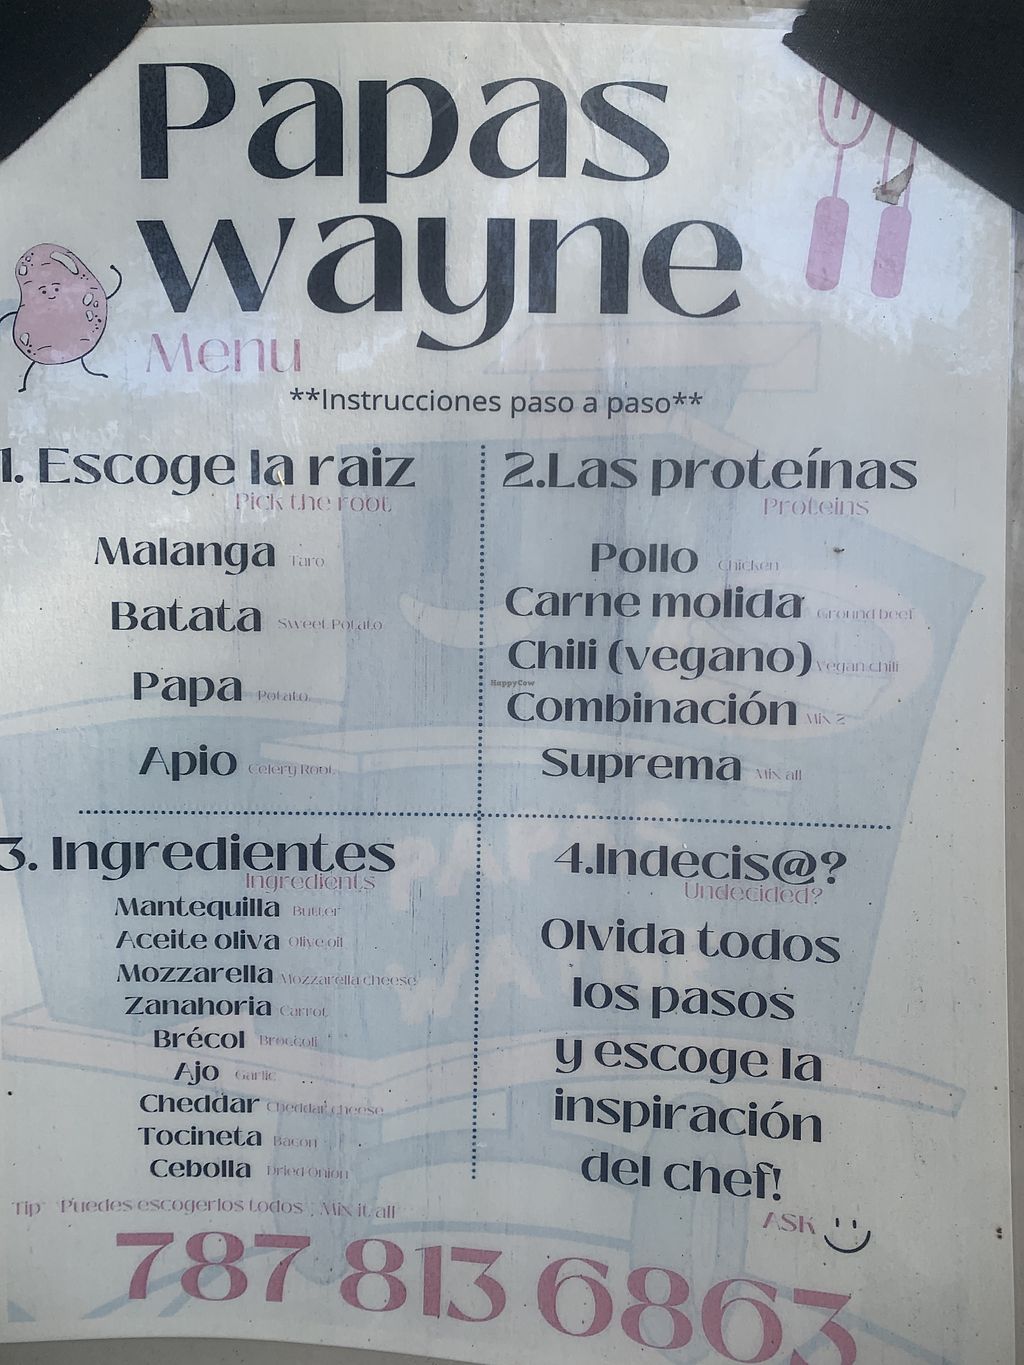 Papas
wayne
Menu
**Instrucciones paso a paso**
1. Escoge la raiz
Pick the root
Malanga Taro
Batata Sweet Potato
Papa Potato
Apio Celery Root
2.Las proteínas
Proteins
Pollo Chicken
Carne molida Ground beef
Chili (vegano) Vegan chili
HappyCow
Combinación Mix 2
Suprema Mix all
3. Ingredientes
Ingredients
Mantequilla Butter
Aceite oliva Olive oil
Mozzarella Mozzarella cheese
Zanahoria Carrot
Brécol Broccoli
Ajo Garlic
Cheddar Cheddar cheese
Tocineta Bacon
Cebolla Dried Onion
Tip "Puedes escogerlos todos", Mix it all
4.Indecis@?
Undecided?
Olvida todos
los pasos
y escoge la
inspiración
del chef!
ASK
787 813 6863
PAPAS
WAYNE